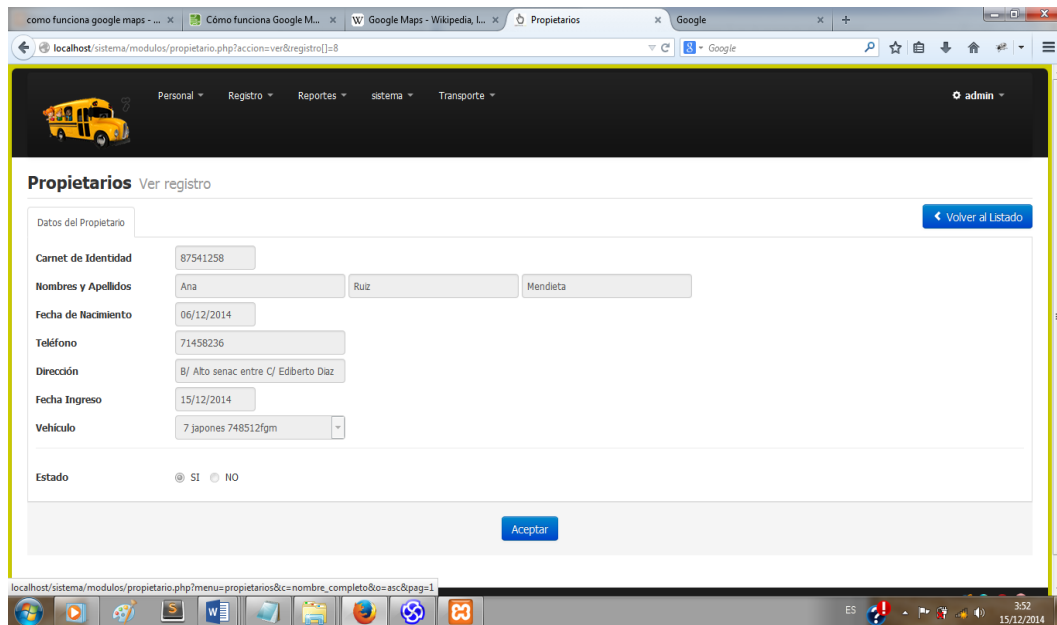 como funciona google maps - ...
Cómo funciona Google M...
W Google Maps - Wikipedia, l...
Propietarios
Google
localhost/sistema/modulos/propietario.php?accion=ver&registro[]=8
8 - Google
Personal
Registro
Reportes
sistema
Transporte
admin
Propietarios Ver registro
Datos del Propietario
Volver al Listado
Carnet de Identidad 87541258
Nombres y Apellidos Ana Ruiz Mendieta
Fecha de Nacimiento 06/12/2014
Teléfono 71458236
Dirección B/ Alto senac entre C/ Ediberto Diaz
Fecha Ingreso 15/12/2014
Vehículo 7 japones 748512fgm
Estado SI NO
Aceptar
localhost/sistema/modulos/propietario.php?menu=propietarios&c=nombre_completo&o=asc&pag=1
S
W
ES
3:52
15/12/2014